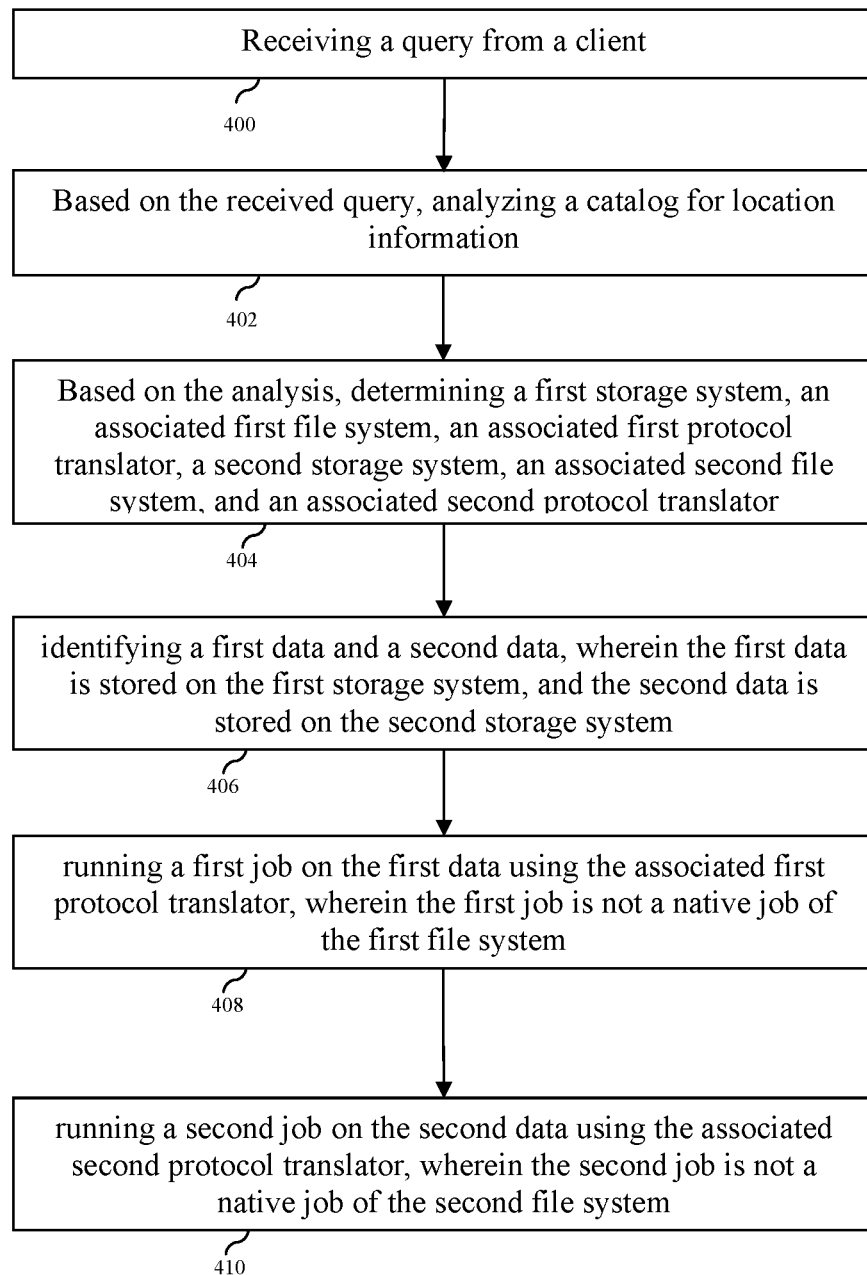 Receiving a query from a client
400
Based on the received query, analyzing a catalog for location
information
402
Based on the analysis, determining a first storage system, an
associated first file system, an associated first protocol
translator, a second storage system, an associated second file
system, and an associated second protocol translator
404
identifying a first data and a second data, wherein the first data
is stored on the first storage system, and the second data is
stored on the second storage system
406
running a first job on the first data using the associated first
protocol translator, wherein the first job is not a native job of
the first file system
408
running a second job on the second data using the associated
second protocol translator, wherein the second job is not a
native job of the second file system
410